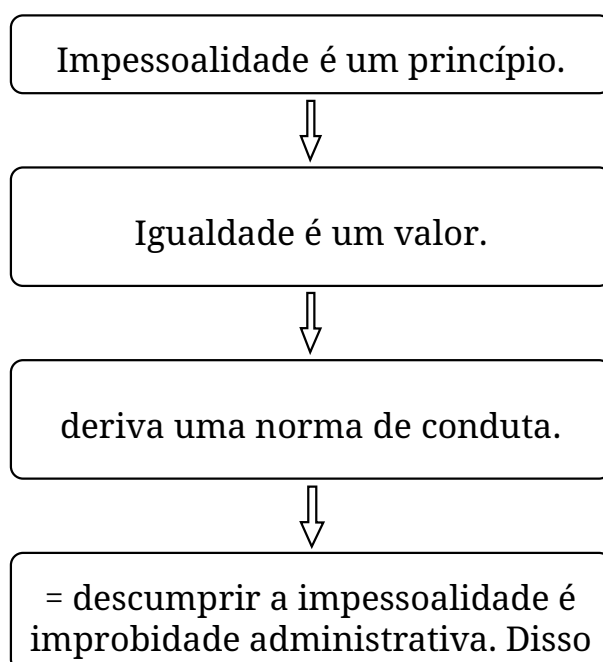 Impessoalidade é um princípio.
Igualdade é um valor.
deriva uma norma de conduta.
= descumprir a impessoalidade é
improbidade administrativa. Disso